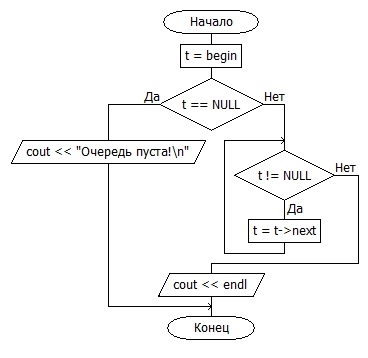 Начало
t = begin
Да
t == NULL
Нет
cout << "Очередь пуста!\n"
t != NULL
Нет
Да
t = t->next
cout << endl
Конец